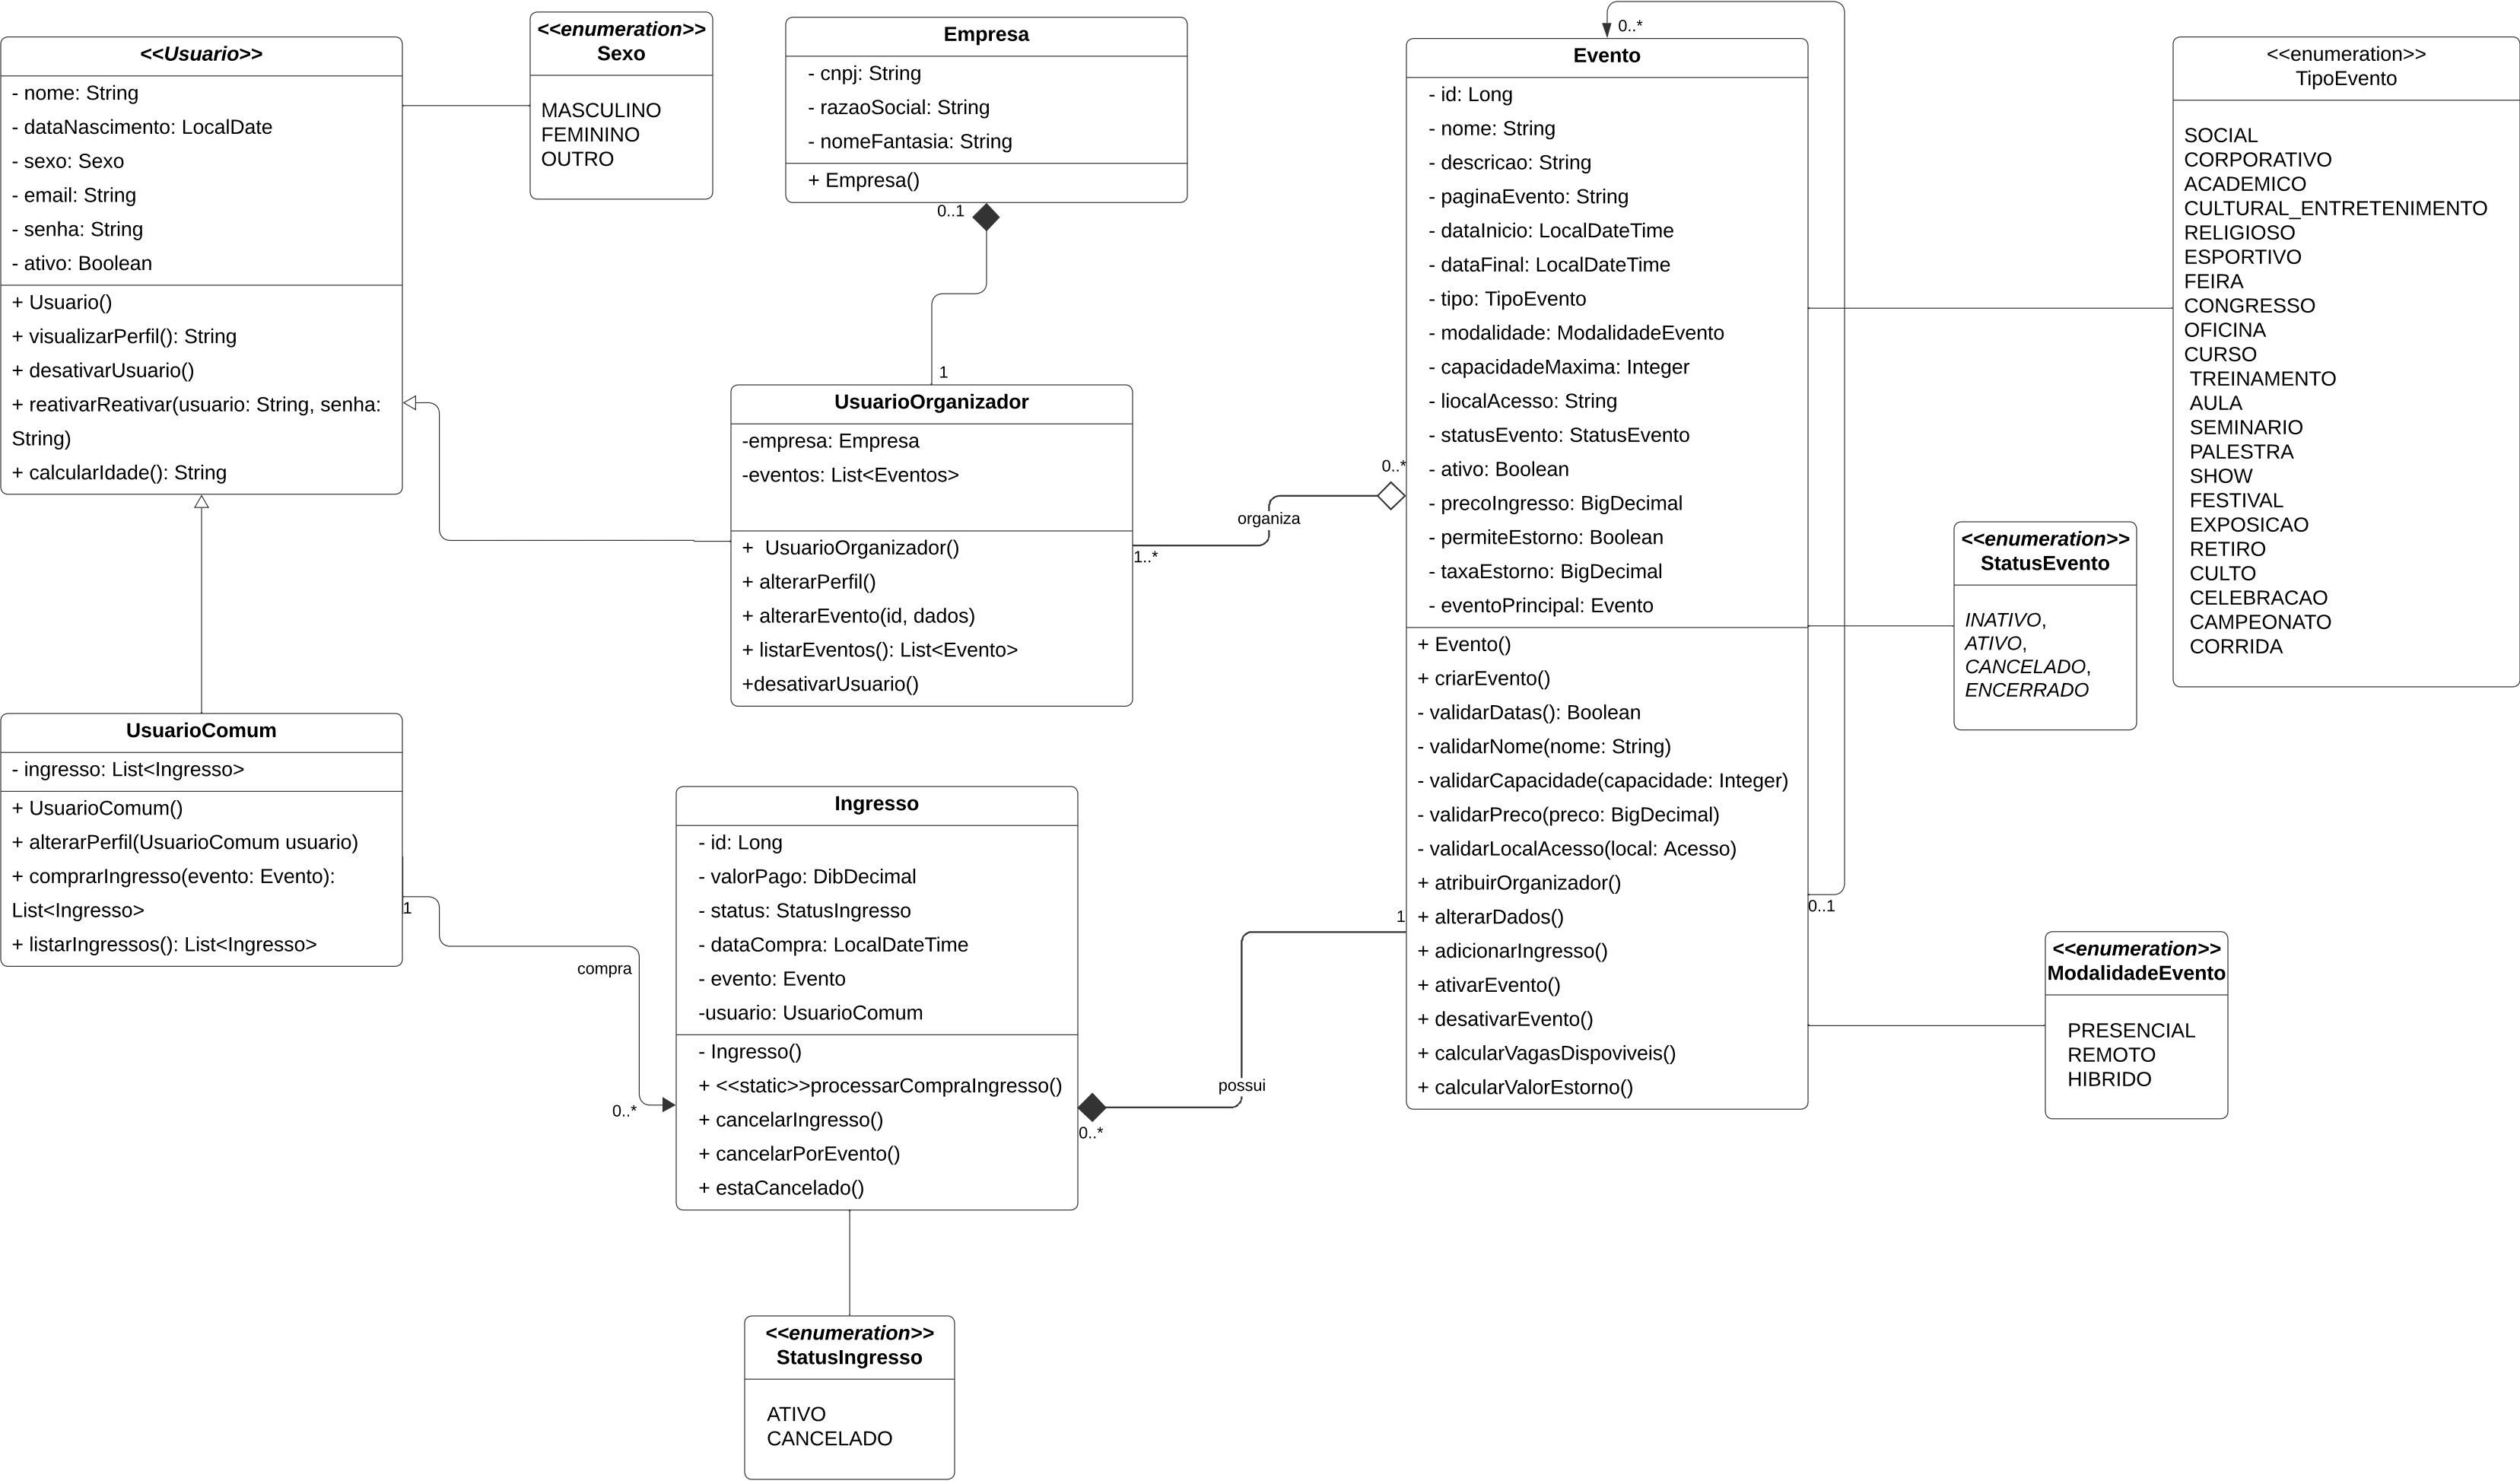 <<Usuario>>
- nome: String
- dataNascimento: LocalDate
- sexo: Sexo
- email: String
- senha: String
- ativo: Boolean
+ Usuario()
+ visualizarPerfil(): String
+ desativarUsuario()
+ reativarReativar(usuario: String, senha:
String)
+ calcularIdade(): String
<<enumeration>>
Sexo
MASCULINO
FEMININO
OUTRO
Empresa
- cnpj: String
- razaoSocial: String
- nomeFantasia: String
+ Empresa()
0..1
1
UsuarioOrganizador
-empresa: Empresa
-eventos: List<Eventos>
+  UsuarioOrganizador()
+ alterarPerfil()
+ alterarEvento(id, dados)
+ listarEventos(): List<Evento>
+desativarUsuario()
1..*
organiza
0..*
0..*
Evento
- id: Long
- nome: String
- descricao: String
- paginaEvento: String
- dataInicio: LocalDateTime
- dataFinal: LocalDateTime
- tipo: TipoEvento
- modalidade: ModalidadeEvento
- capacidadeMaxima: Integer
- liocalAcesso: String
- statusEvento: StatusEvento
- ativo: Boolean
- precoIngresso: BigDecimal
- permiteEstorno: Boolean
- taxaEstorno: BigDecimal
- eventoPrincipal: Evento
+ Evento()
+ criarEvento()
- validarDatas(): Boolean
- validarNome(nome: String)
- validarCapacidade(capacidade: Integer)
- validarPreco(preco: BigDecimal)
- validarLocalAcesso(local: Acesso)
+ atribuirOrganizador()
+ alterarDados()
+ adicionarIngresso()
+ ativarEvento()
+ desativarEvento()
+ calcularVagasDispoviveis()
+ calcularValorEstorno()
0..1
<<enumeration>>
TipoEvento
SOCIAL
CORPORATIVO
ACADEMICO
CULTURAL_ENTRETENIMENTO
RELIGIOSO
ESPORTIVO
FEIRA
CONGRESSO
OFICINA
CURSO
TREINAMENTO
AULA
SEMINARIO
PALESTRA
SHOW
FESTIVAL
EXPOSICAO
RETIRO
CULTO
CELEBRACAO
CAMPEONATO
CORRIDA
<<enumeration>>
StatusEvento
INATIVO,
ATIVO,
CANCELADO,
ENCERRADO
<<enumeration>>
ModalidadeEvento
PRESENCIAL
REMOTO
HIBRIDO
UsuarioComum
- ingresso: List<Ingresso>
+ UsuarioComum()
+ alterarPerfil(UsuarioComum usuario)
+ comprarIngresso(evento: Evento):
List<Ingresso>
+ listarIngressos(): List<Ingresso>
1
compra
0..*
Ingresso
- id: Long
- valorPago: DibDecimal
- status: StatusIngresso
- dataCompra: LocalDateTime
- evento: Evento
-usuario: UsuarioComum
- Ingresso()
+ <<static>>processarCompraIngresso()
+ cancelarIngresso()
+ cancelarPorEvento()
+ estaCancelado()
1
possui
0..*
<<enumeration>>
StatusIngresso
ATIVO
CANCELADO